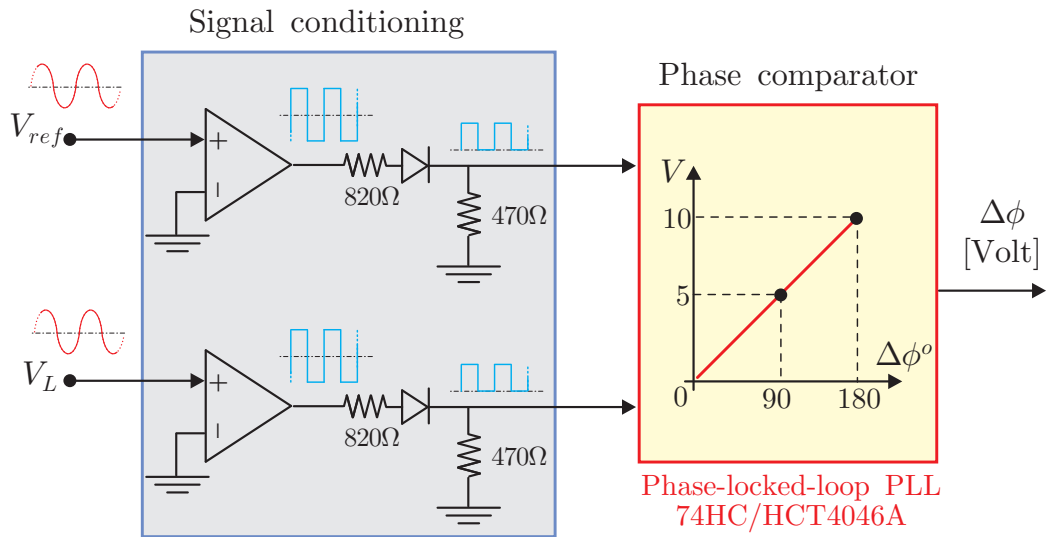 Signal conditioning
V_ref
+
−
820Ω
470Ω
V_L
+
−
820Ω
470Ω
Phase comparator
V
10
5
0
90
180
Δϕ°
Phase-locked-loop PLL
74HC/HCT4046A
Δϕ
[Volt]